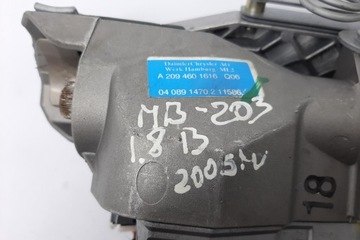 DaimlerChrysler AG
Werk Hamburg ML2
A 209 460 1616 Q06
04 089 1470 2 11586
MB-203
1.8 B
2005.
18